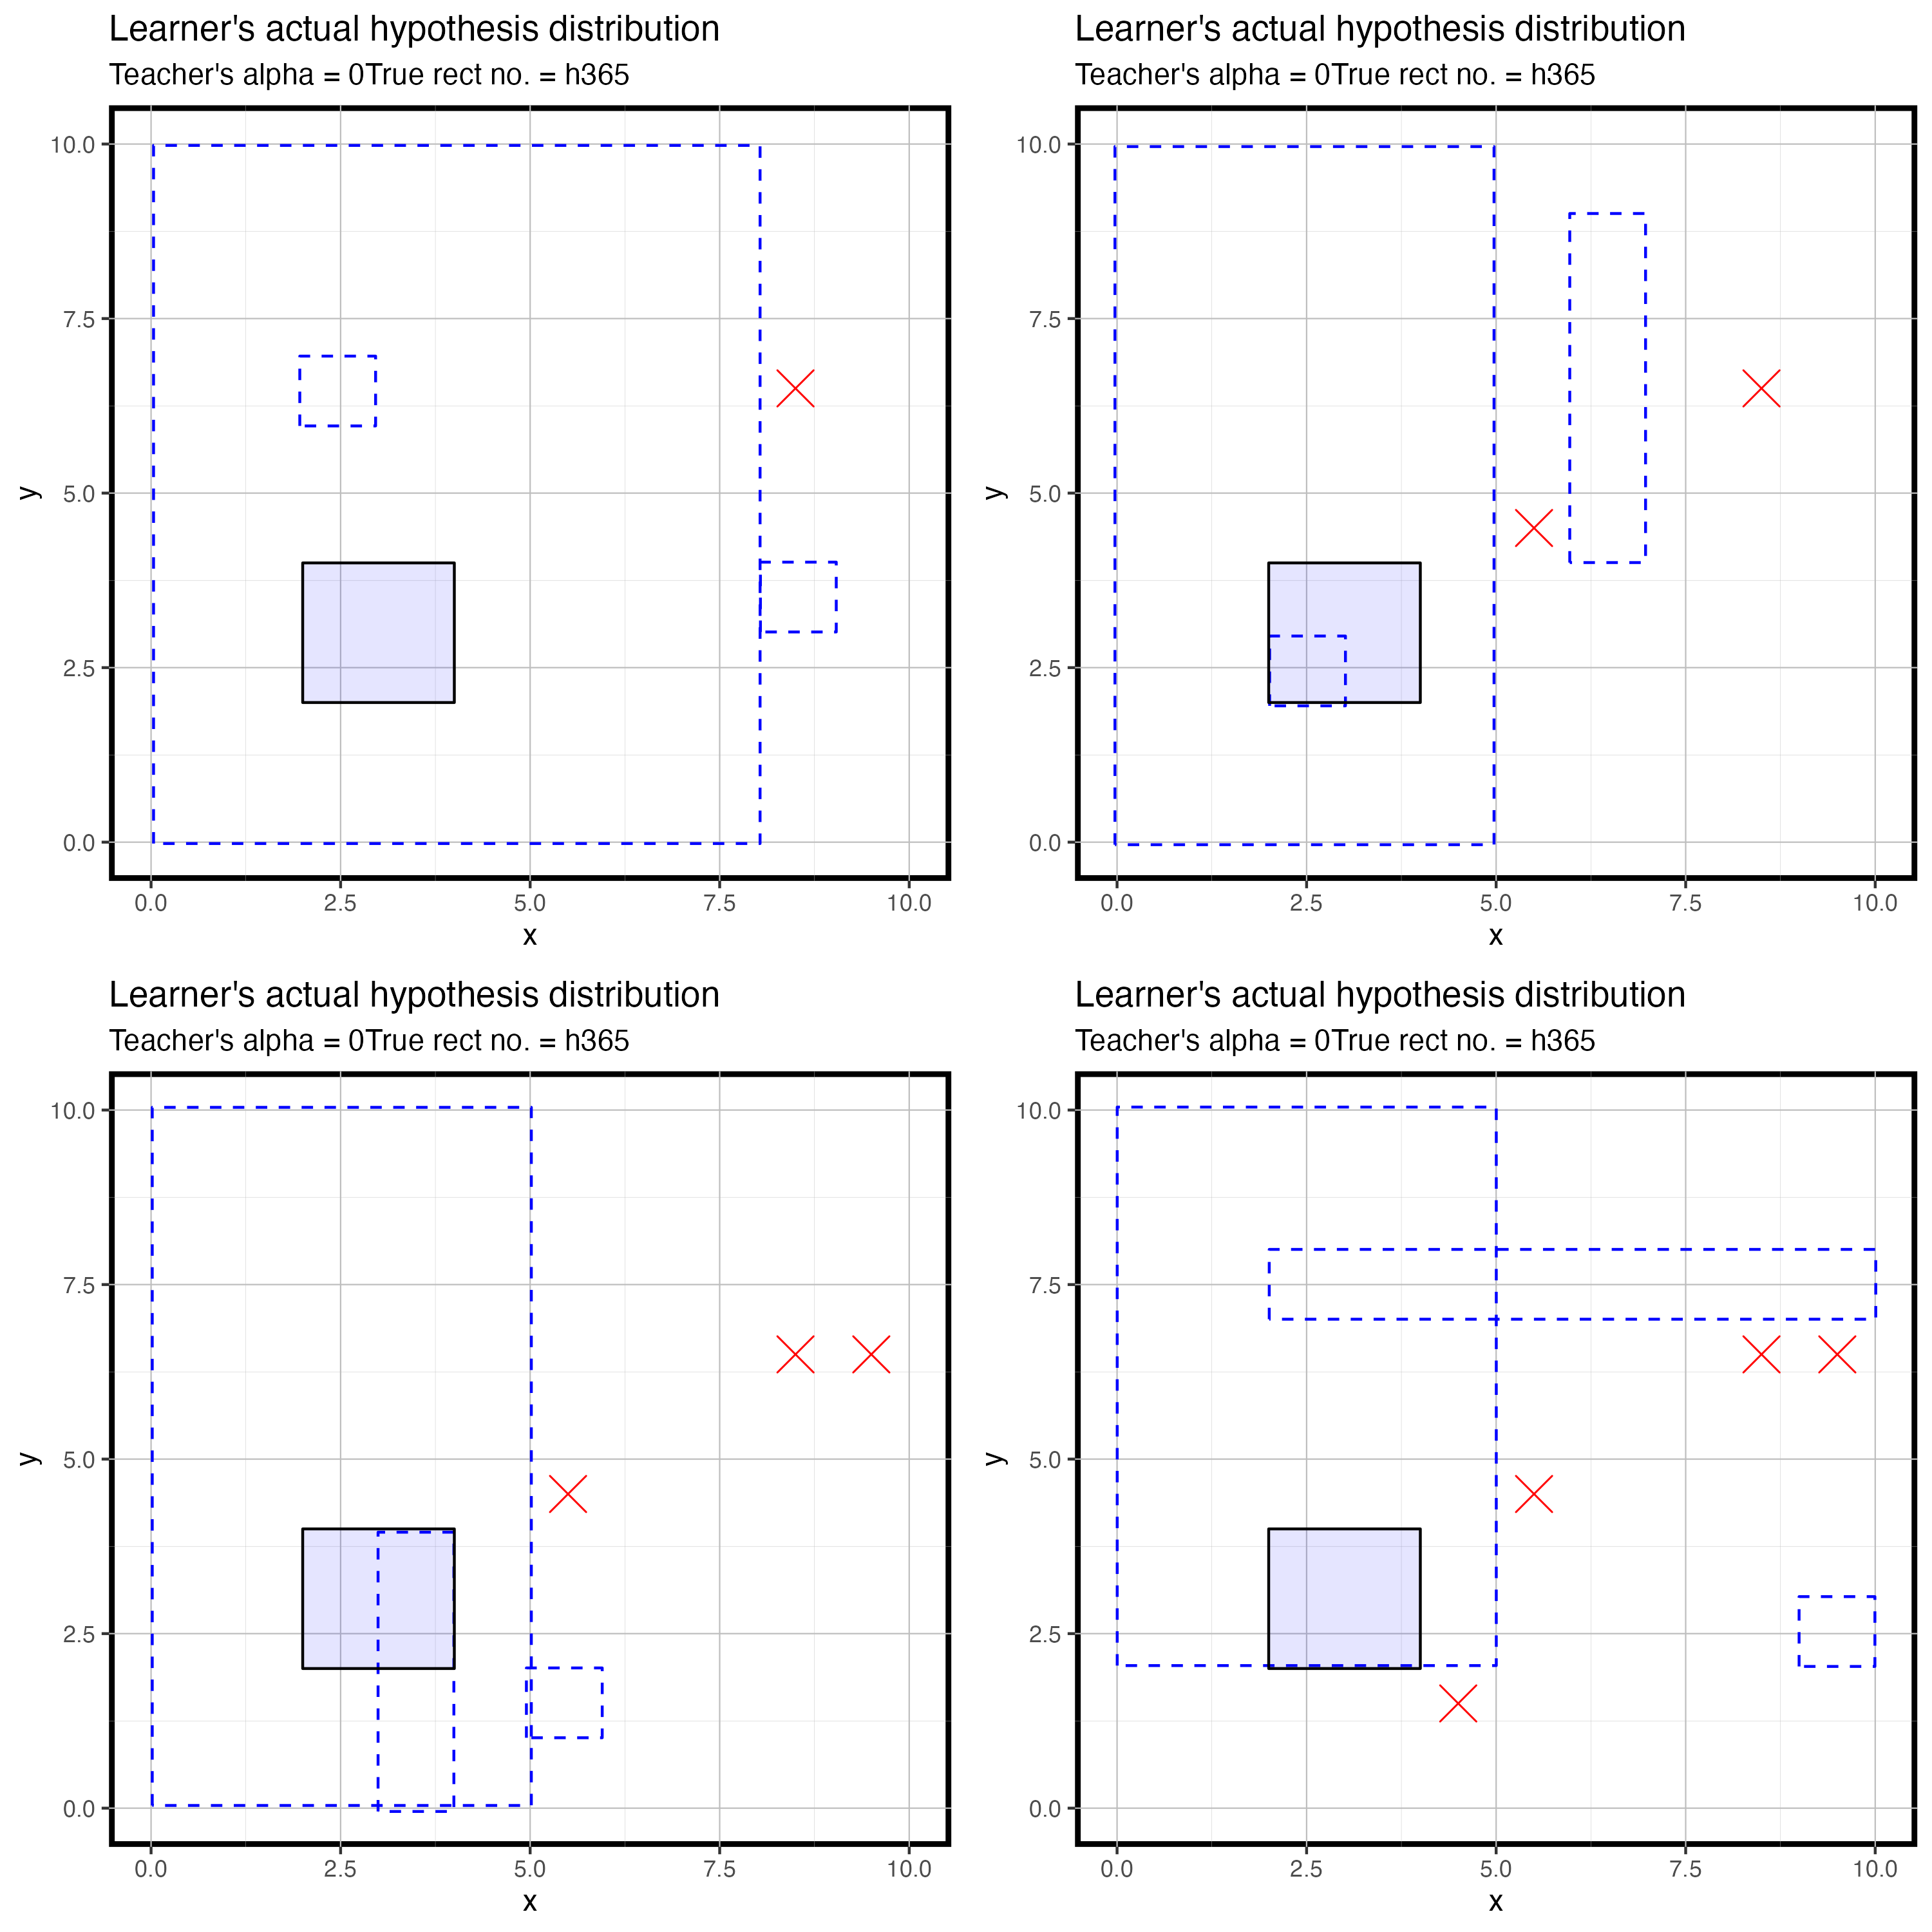 Learner's actual hypothesis distribution
Teacher's alpha = 0True rect no. = h365
10.0
7.5
5.0
2.5
0.0
y
0.0 2.5 5.0 7.5 10.0
x
Learner's actual hypothesis distribution
Teacher's alpha = 0True rect no. = h365
10.0
7.5
5.0
2.5
0.0
y
0.0 2.5 5.0 7.5 10.0
x
Learner's actual hypothesis distribution
Teacher's alpha = 0True rect no. = h365
10.0
7.5
5.0
2.5
0.0
y
0.0 2.5 5.0 7.5 10.0
x
Learner's actual hypothesis distribution
Teacher's alpha = 0True rect no. = h365
10.0
7.5
5.0
2.5
0.0
y
0.0 2.5 5.0 7.5 10.0
x